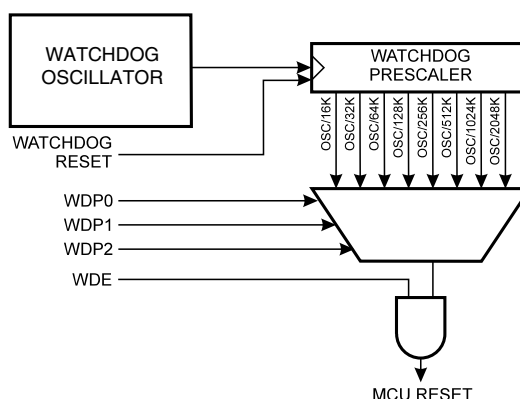 WATCHDOG
OSCILLATOR
WATCHDOG
PRESCALER
WATCHDOG
RESET
OSC/16K
OSC/32K
OSC/64K
OSC/128K
OSC/256K
OSC/512K
OSC/1024K
OSC/2048K
WDP0
WDP1
WDP2
WDE
MCU RESET